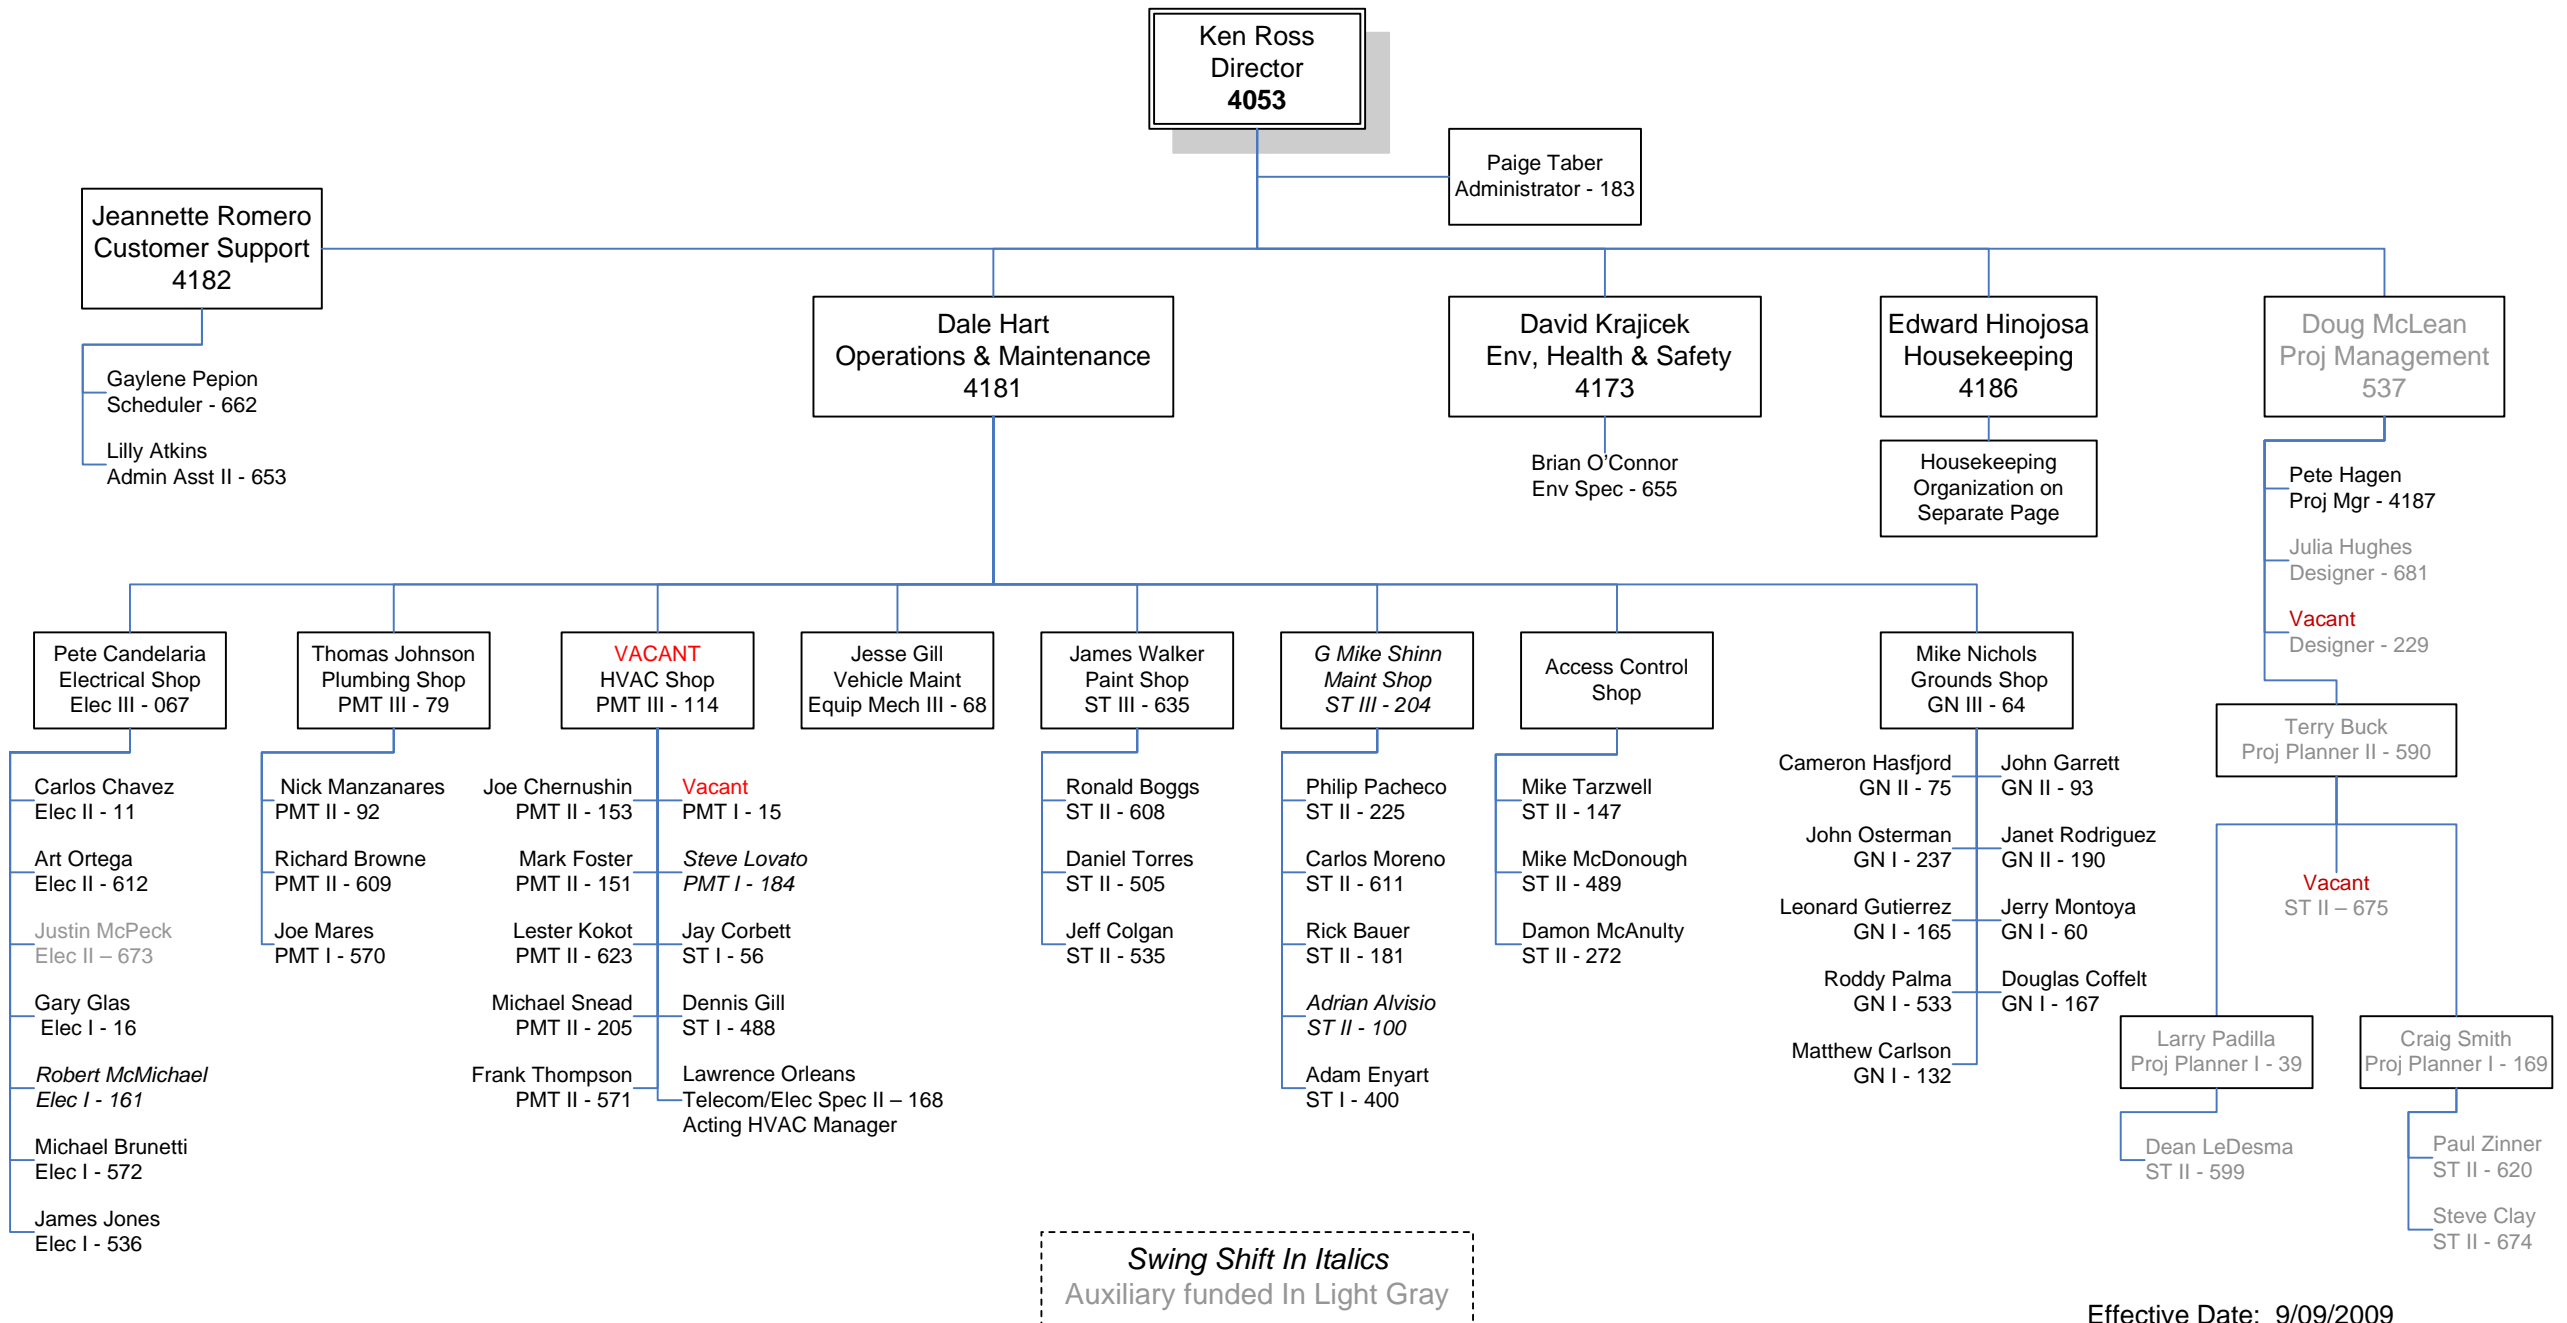 Ken Ross
Director
4053
Paige Taber
Administrator - 183
Jeannette Romero
Customer Support
4182
Gaylene Pepion
Scheduler - 662
Lilly Atkins
Admin Asst II - 653
Dale Hart
Operations & Maintenance
4181
David Krajicek
Env, Health & Safety
4173
Brian O’Connor
Env Spec - 655
Edward Hinojosa
Housekeeping
4186
Housekeeping
Organization on
Separate Page
Doug McLean
Proj Management
537
Pete Hagen
Proj Mgr - 4187
Julia Hughes
Designer - 681
Vacant
Designer - 229
Pete Candelaria
Electrical Shop
Elec III - 067
Carlos Chavez
Elec II - 11
Art Ortega
Elec II - 612
Justin McPeck
Elec II – 673
Gary Glas
Elec I - 16
Robert McMichael
Elec I - 161
Michael Brunetti
Elec I - 572
James Jones
Elec I - 536
Thomas Johnson
Plumbing Shop
PMT III - 79
Nick Manzanares
PMT II - 92
Richard Browne
PMT II - 609
Joe Mares
PMT I - 570
VACANT
HVAC Shop
PMT III - 114
Joe Chernushin
PMT II - 153
Mark Foster
PMT II - 151
Lester Kokot
PMT II - 623
Michael Snead
PMT II - 205
Frank Thompson
PMT II - 571
Vacant
PMT I - 15
Steve Lovato
PMT I - 184
Jay Corbett
ST I - 56
Dennis Gill
ST I - 488
Lawrence Orleans
Telecom/Elec Spec II – 168
Acting HVAC Manager
Jesse Gill
Vehicle Maint
Equip Mech III - 68
James Walker
Paint Shop
ST III - 635
Ronald Boggs
ST II - 608
Daniel Torres
ST II - 505
Jeff Colgan
ST II - 535
G Mike Shinn
Maint Shop
ST III - 204
Philip Pacheco
ST II - 225
Carlos Moreno
ST II - 611
Rick Bauer
ST II - 181
Adrian Alvisio
ST II - 100
Adam Enyart
ST I - 400
Access Control
Shop
Mike Tarzwell
ST II - 147
Mike McDonough
ST II - 489
Damon McAnulty
ST II - 272
Mike Nichols
Grounds Shop
GN III - 64
Cameron Hasfjord
GN II - 75
John Osterman
GN I - 237
Leonard Gutierrez
GN I - 165
Roddy Palma
GN I - 533
Matthew Carlson
GN I - 132
John Garrett
GN II - 93
Janet Rodriguez
GN II - 190
Jerry Montoya
GN I - 60
Douglas Coffelt
GN I - 167
Terry Buck
Proj Planner II - 590
Vacant
ST II – 675
Larry Padilla
Proj Planner I - 39
Dean LeDesma
ST II - 599
Craig Smith
Proj Planner I - 169
Paul Zinner
ST II - 620
Steve Clay
ST II - 674
Swing Shift In Italics
Auxiliary funded In Light Gray
Effective Date: 9/09/2009